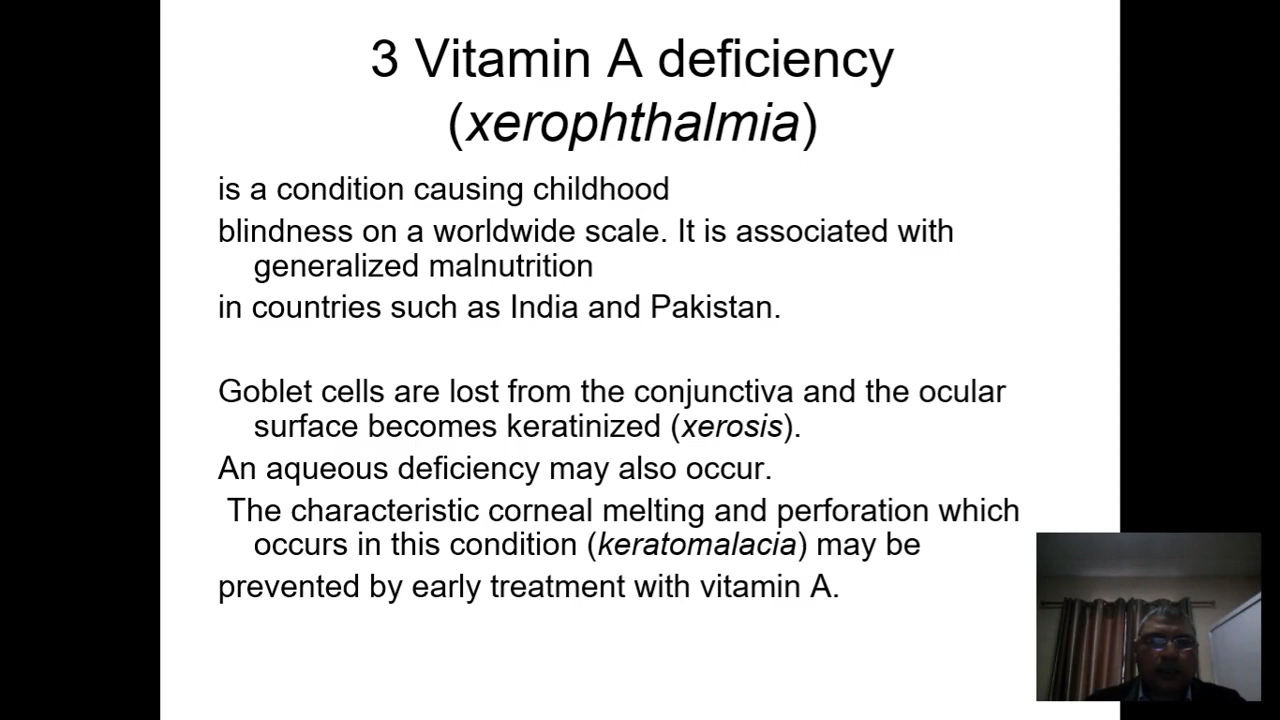 3 Vitamin A deficiency
(xerophthalmia)
is a condition causing childhood
blindness on a worldwide scale. It is associated with
generalized malnutrition
in countries such as India and Pakistan.
Goblet cells are lost from the conjunctiva and the ocular
surface becomes keratinized (xerosis).
An aqueous deficiency may also occur.
The characteristic corneal melting and perforation which
occurs in this condition (keratomalacia) may be
prevented by early treatment with vitamin A.